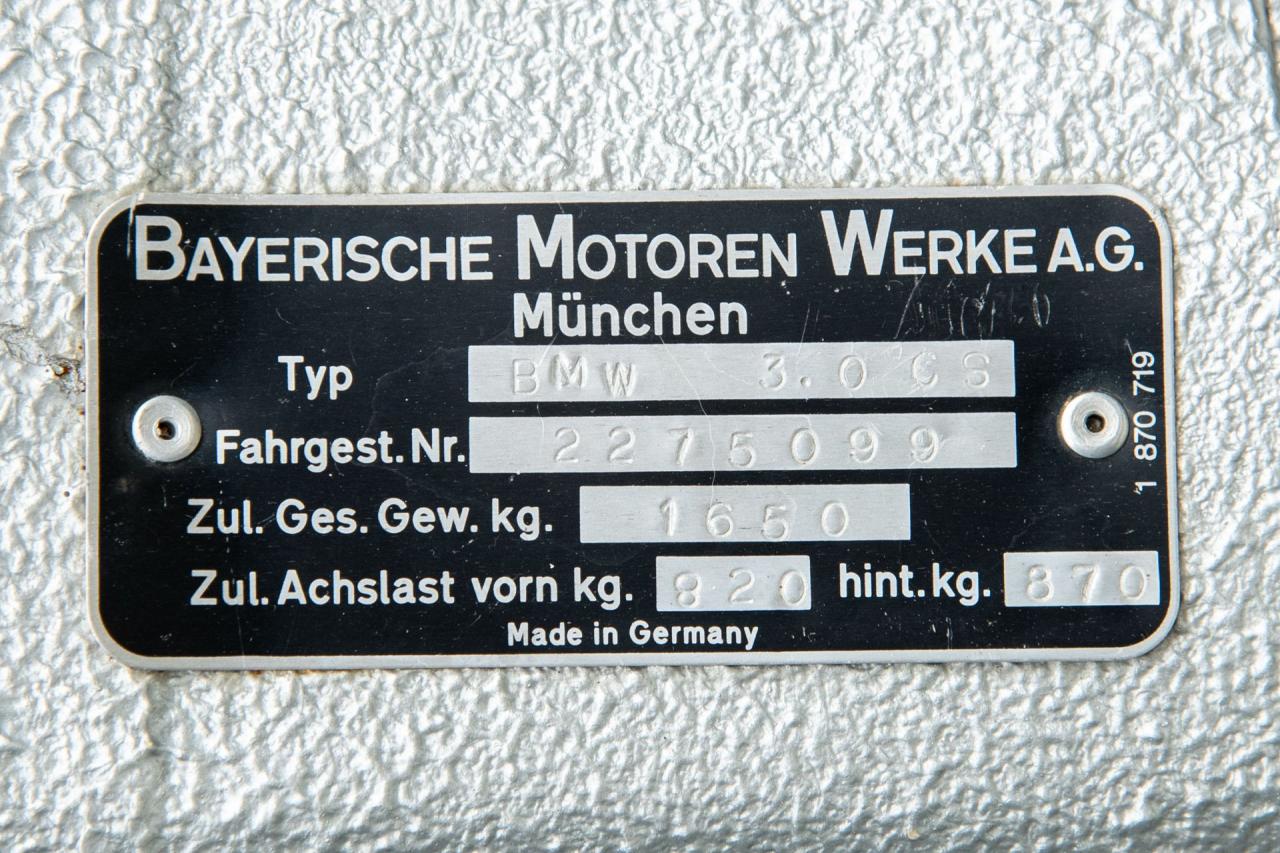 BAYERISCHE MOTOREN WERKE A.G.
München
Typ BMW 3.0 CS
Fahrgest. Nr. 2275099
Zul. Ges. Gew. kg. 1650
Zul. Achslast vorn kg. 820 hint. kg. 870
Made in Germany
1 870 719